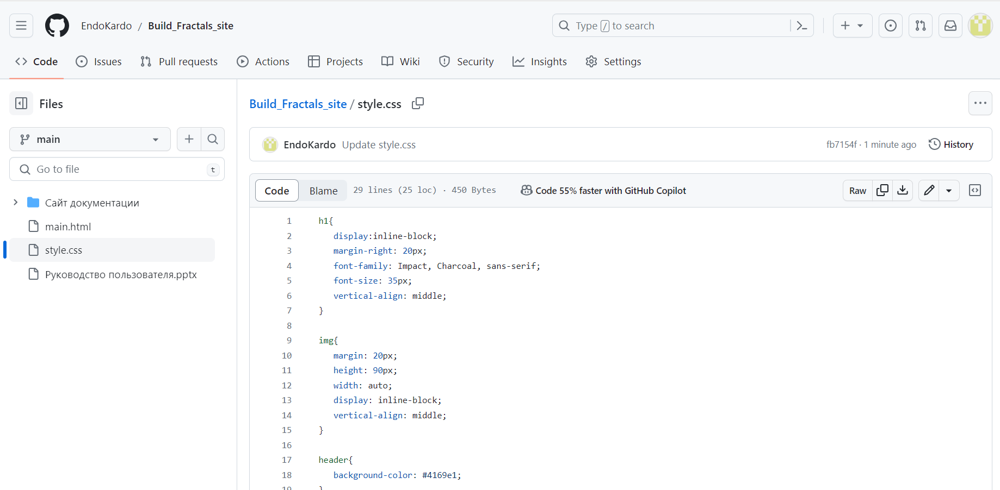 EndoKardo / Build_Fractals_site
Type / to search
Code Issues Pull requests Actions Projects Wiki Security Insights Settings
Files
main
Go to file t
Сайт документации
main.html
style.css
Руководство пользователя.pptx
Build_Fractals_site / style.css
EndoKardo Update style.css fb7154f · 1 minute ago History
Code Blame 29 lines (25 loc) · 450 Bytes Code 55% faster with GitHub Copilot Raw
1 h1{
2 display:inline-block;
3 margin-right: 20px;
4 font-family: Impact, Charcoal, sans-serif;
5 font-size: 35px;
6 vertical-align: middle;
7 }
8
9 img{
10 margin: 20px;
11 height: 90px;
12 width: auto;
13 display: inline-block;
14 vertical-align: middle;
15 }
16
17 header{
18 background-color: #4169e1;
19 }